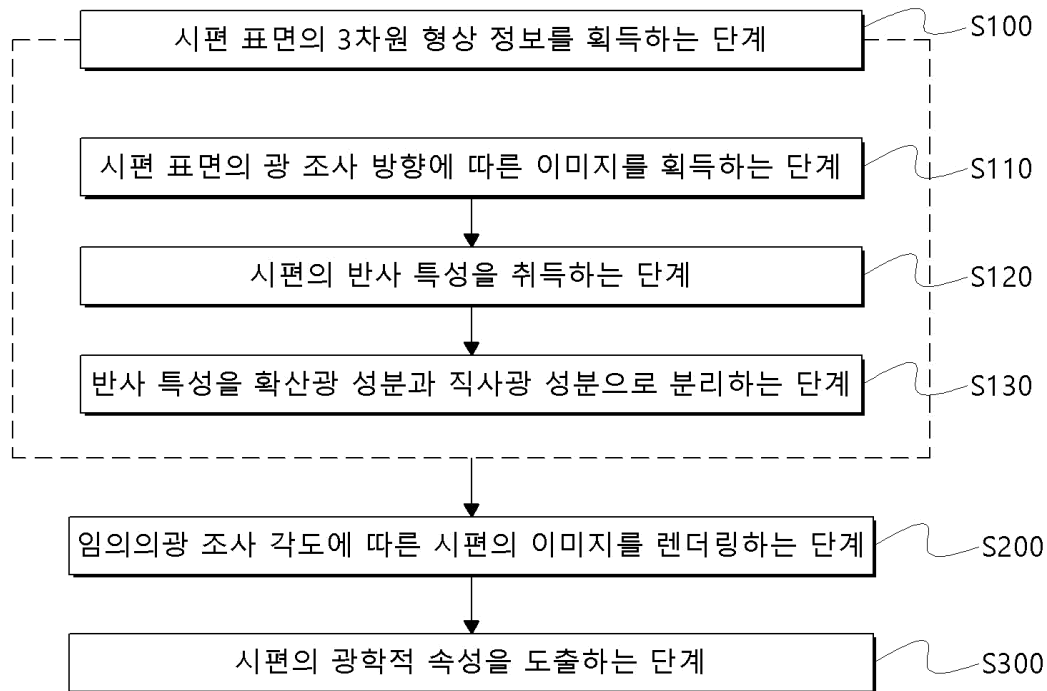 시편 표면의 3차원 형상 정보를 획득하는 단계 S100
시편 표면의 광 조사 방향에 따른 이미지를 획득하는 단계 S110
시편의 반사 특성을 취득하는 단계 S120
반사 특성을 확산광 성분과 직사광 성분으로 분리하는 단계 S130
임의의광 조사 각도에 따른 시편의 이미지를 렌더링하는 단계 S200
시편의 광학적 속성을 도출하는 단계 S300